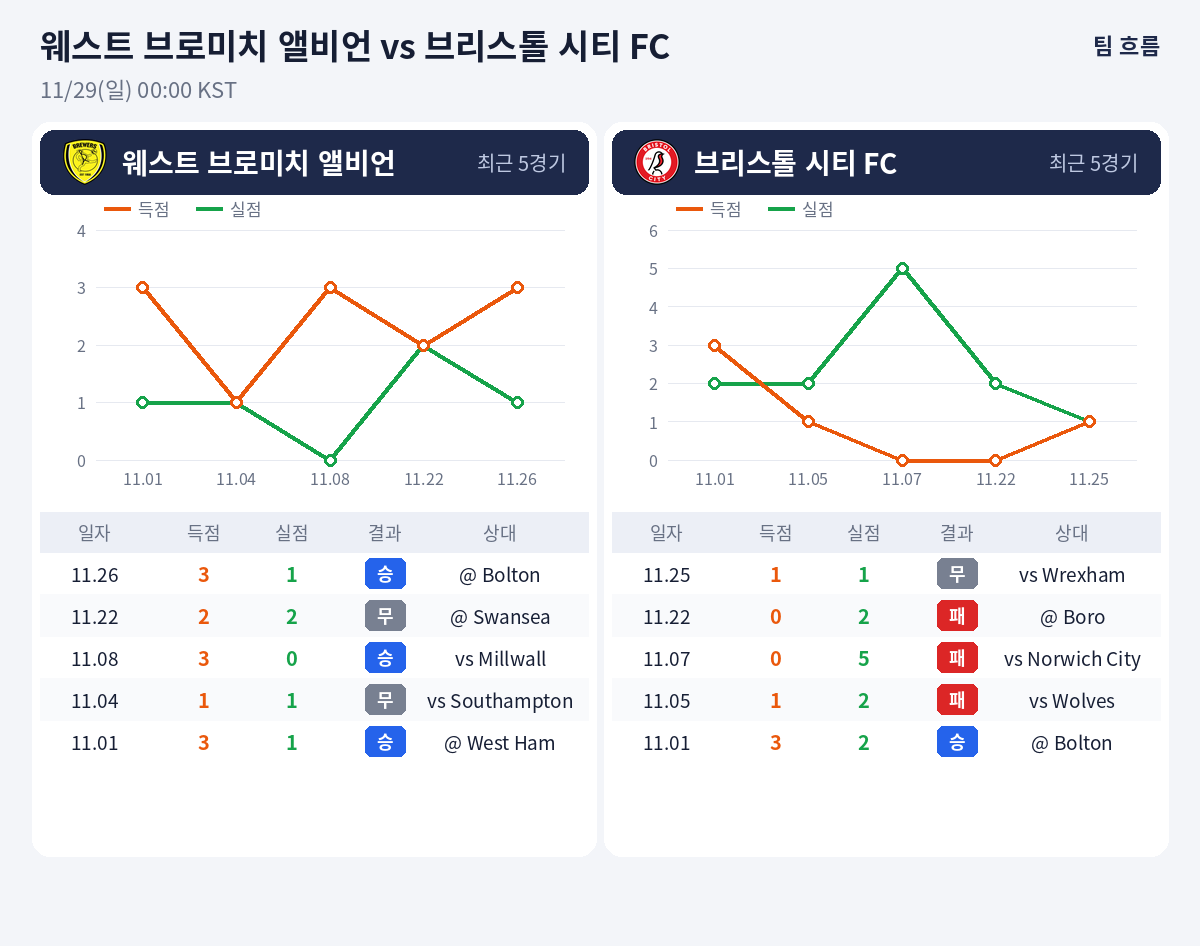 웨스트 브로미치 앨비언 vs 브리스톨 시티 FC
팀 흐름
11/29(일) 00:00 KST
BREWERS
웨스트 브로미치 앨비언
최근 5경기
득점 실점
4
3
2
1
0
11.01 11.04 11.08 11.22 11.26
일자 득점 실점 결과 상대
11.26 3 1 승 @ Bolton
11.22 2 2 무 @ Swansea
11.08 3 0 승 vs Millwall
11.04 1 1 무 vs Southampton
11.01 3 1 승 @ West Ham
BRISTOL
CITY
브리스톨 시티 FC
최근 5경기
득점 실점
6
5
4
3
2
1
0
11.01 11.05 11.07 11.22 11.25
일자 득점 실점 결과 상대
11.25 1 1 무 vs Wrexham
11.22 0 2 패 @ Boro
11.07 0 5 패 vs Norwich City
11.05 1 2 패 vs Wolves
11.01 3 2 승 @ Bolton